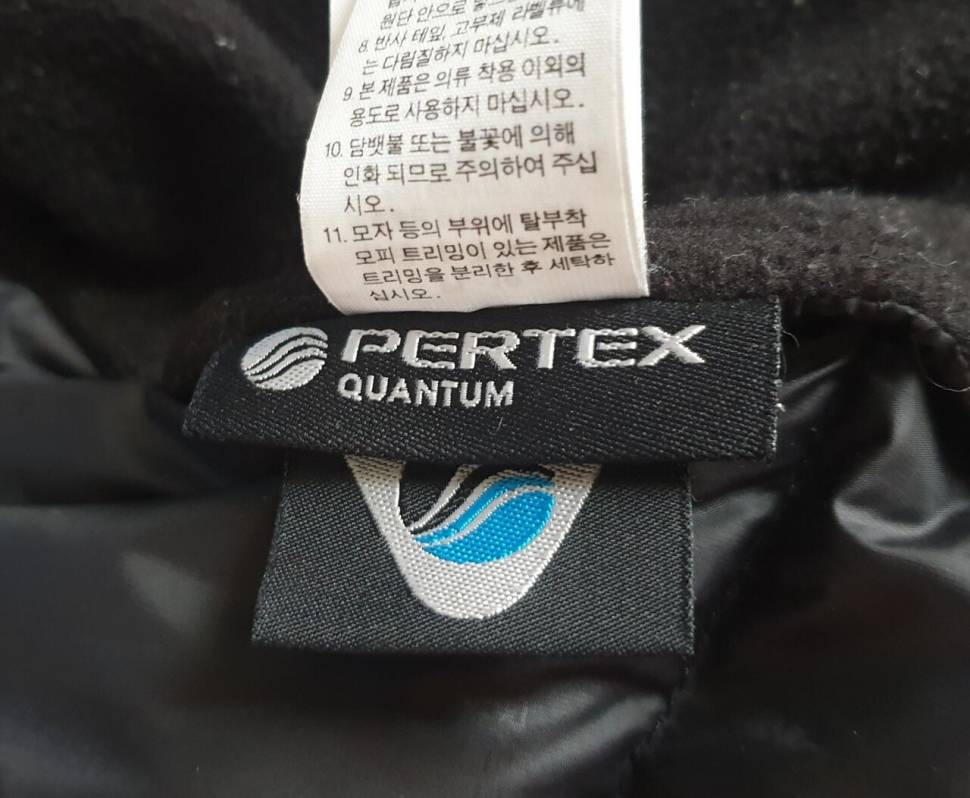 원단 안으로
8. 반사 테잎, 고무제 라벨류에
는 다림질하지 마십시오.
9 본 제품은 의류 착용 이외의
용도로 사용하지 마십시오.
10. 담뱃불 또는 불꽃에 의해
인화 되므로 주의하여 주십
시오.
11. 모자 등의 부위에 탈부착
모피 트리밍이 있는 제품은
트리밍을 분리한 후 세탁하
십시오.
PERTEX
QUANTUM